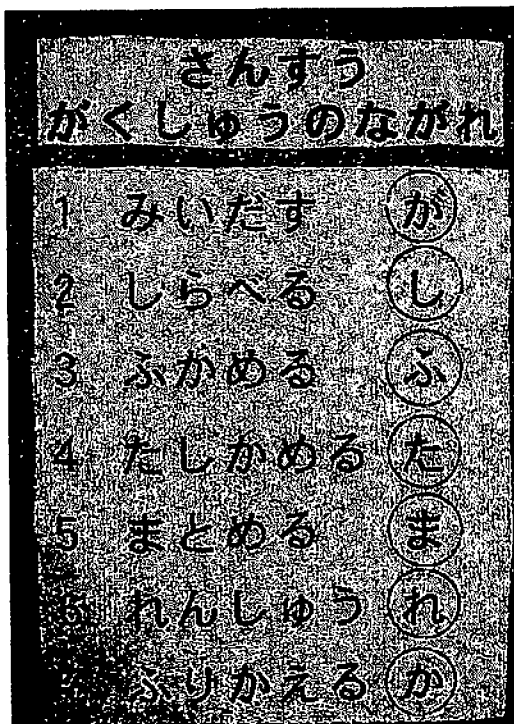 さんすう
がくしゅうのながれ
1 みいだす が
2 しらべる し
3 ふかめる ふ
4 たしかめる た
5 まとめる ま
れんしゅう れ
ふりかえる か